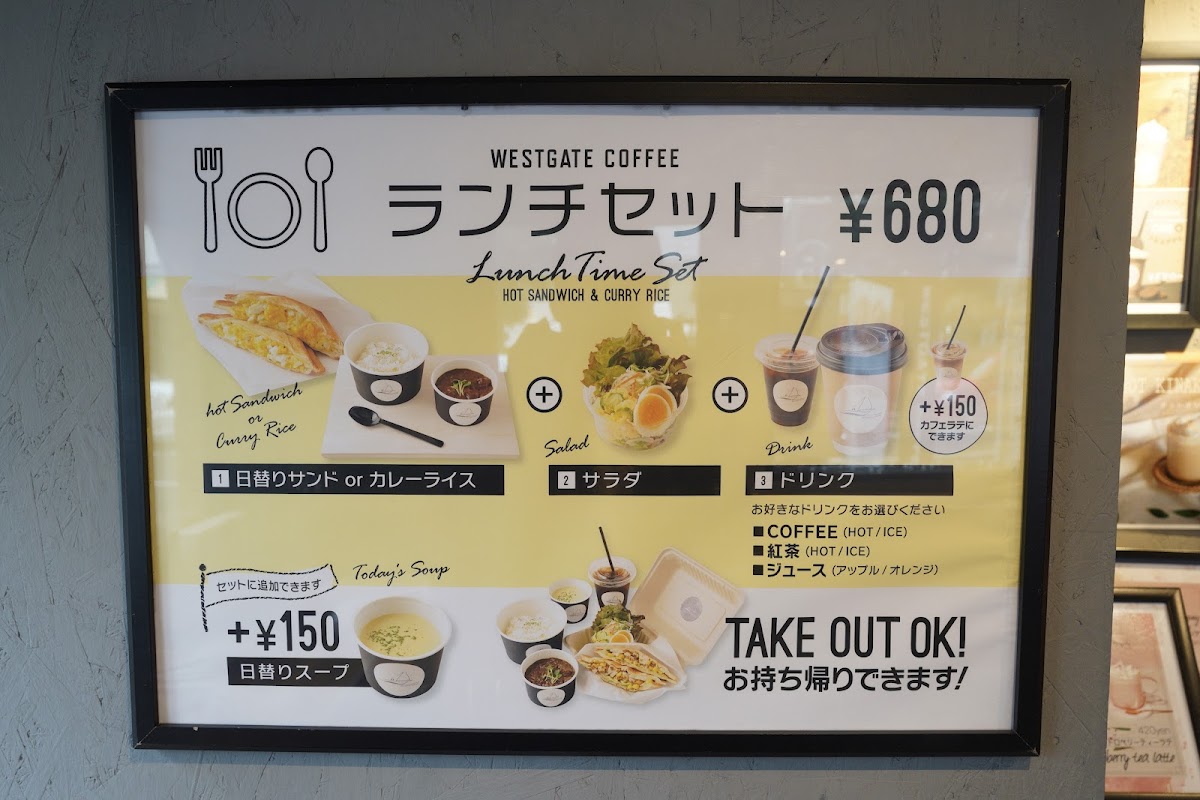 WESTGATE COFFEE
ランチセット ¥680
Lunch Time Set
HOT SANDWICH & CURRY RICE
hot Sandwich
or
Curry Rice
Salad
Drink
+¥150
カフェラテに
できます
1 日替りサンド or カレーライス
2 サラダ
3 ドリンク
お好きなドリンクをお選びください
■COFFEE (HOT / ICE)
■紅茶 (HOT / ICE)
■ジュース (アップル / オレンジ)
セットに追加できます
Today's Soup
+¥150
日替りスープ
TAKE OUT OK!
お持ち帰りできます!
tea latte